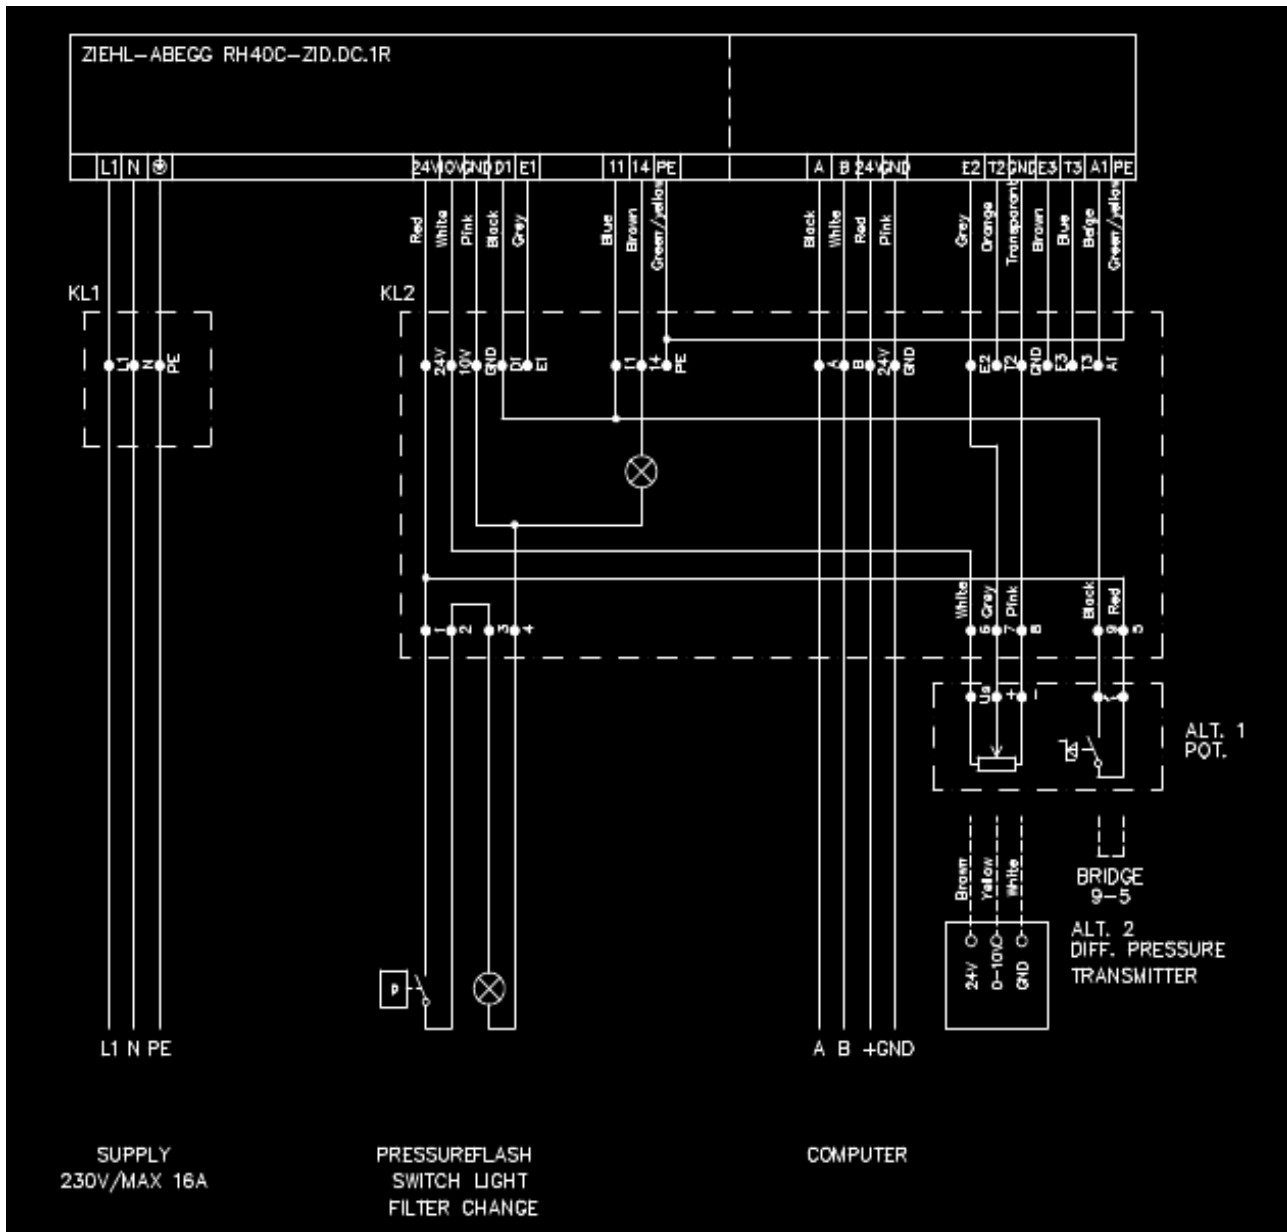 ZIEHL-ABEGG RH40C-ZID.DC.1R
L1 N 24V 10V GND D1 E1 11 14 PE A B 24V GND E2 T2 GND E3 T3 A1 PE
Red White Pink Black Grey Blue Brown Green/yellow Black White Red Pink Grey Orange Transparant Brown Blue Beige Green/yellow
KL1 KL2
L1 N PE 24V 10V GND D1 E1 11 14 PE A B 24V GND E2 T2 GND E3 T3 A1
White Grey Pink Black Red
1 2 3 4 6 7 8 9 5
Us + -
ALT. 1
POT.
Brown Yellow White
BRIDGE
9-5
ALT. 2
DIFF. PRESSURE
TRANSMITTER
24V 0-10V GND
P
L1 N PE A B +GND
SUPPLY
230V/MAX 16A
PRESSURE FLASH
SWITCH LIGHT
FILTER CHANGE
COMPUTER